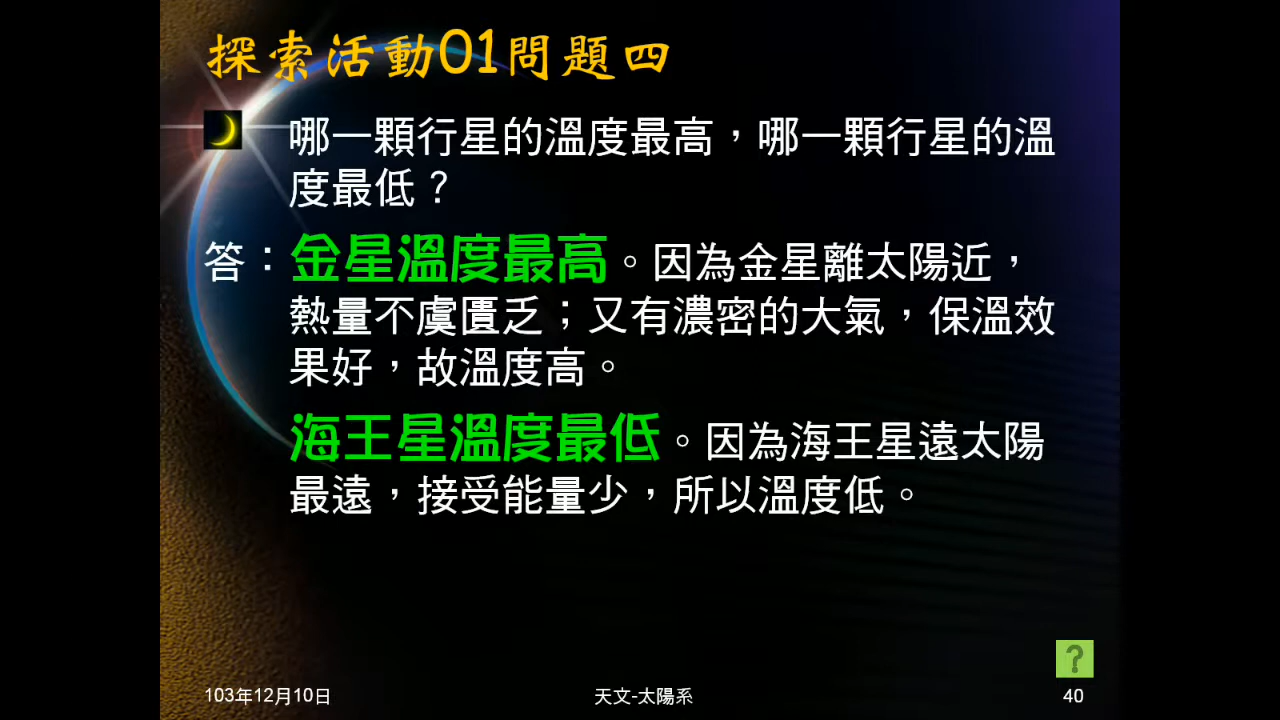 探索活動01問題四
哪一顆行星的溫度最高，哪一顆行星的溫
度最低？
答：金星溫度最高。因為金星離太陽近，
熱量不虞匱乏；又有濃密的大氣，保溫效
果好，故溫度高。
海王星溫度最低。因為海王星遠太陽
最遠，接受能量少，所以溫度低。
?
103年12月10日
天文-太陽系
40